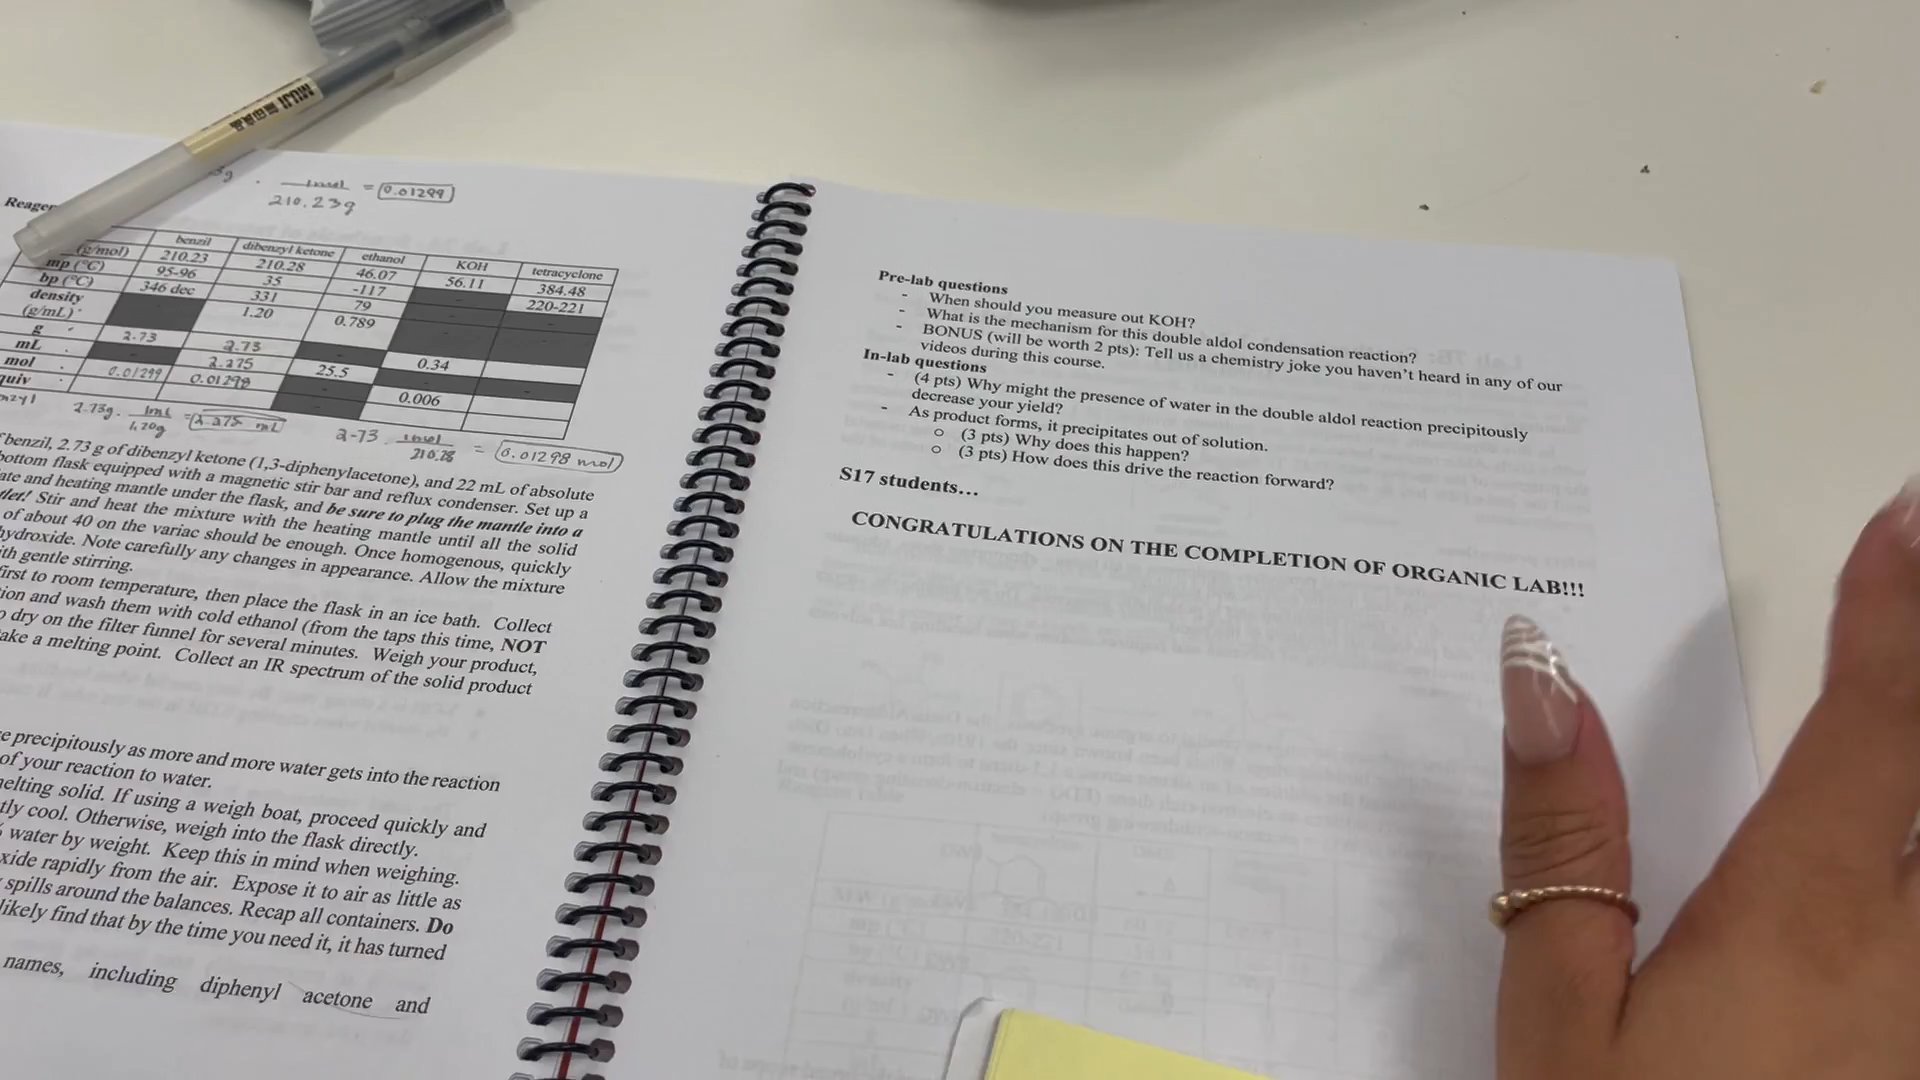 MUJI 無印良品
1mol = 0.01299
210.23g
Reagen
benzil dibenzyl ketone ethanol KOH tetracyclone
(g/mol) 210.23 210.28 46.07 56.11 384.48
mp (°C) 95-96 35 -117 - 220-221
bp (°C) 346 dec 331 79
density (g/mL) 1.20 0.789
g 2.73 2.73 - 0.34
mL 2.275 25.5
mol 0.01299 0.01298 - 0.006
quiv
2.73g. 1mL = 2.275 mL
1.20g
2.73 1mol = 0.01298 mol
210.28
benzil, 2.73 g of dibenzyl ketone (1,3-diphenylacetone), and 22 mL of absolute
bottom flask equipped with a magnetic stir bar and reflux condenser. Set up a
ate and heating mantle under the flask, and be sure to plug the mantle into a
tlet! Stir and heat the mixture with the heating mantle until all the solid
of about 40 on the variac should be enough. Once homogenous, quickly
hydroxide. Note carefully any changes in appearance. Allow the mixture
ith gentle stirring.
first to room temperature, then place the flask in an ice bath. Collect
tion and wash them with cold ethanol (from the taps this time, NOT
o dry on the filter funnel for several minutes. Weigh your product,
ake a melting point. Collect an IR spectrum of the solid product
e precipitously as more and more water gets into the reaction
of your reaction to water.
nelting solid. If using a weigh boat, proceed quickly and
tly cool. Otherwise, weigh into the flask directly.
water by weight. Keep this in mind when weighing.
xide rapidly from the air. Expose it to air as little as
spills around the balances. Recap all containers. Do
likely find that by the time you need it, it has turned
names, including diphenyl acetone and
Pre-lab questions
- When should you measure out KOH?
- What is the mechanism for this double aldol condensation reaction?
- BONUS (will be worth 2 pts): Tell us a chemistry joke you haven't heard in any of our
videos during this course.
In-lab questions
- (4 pts) Why might the presence of water in the double aldol reaction precipitously
decrease your yield?
- As product forms, it precipitates out of solution.
o (3 pts) Why does this happen?
o (3 pts) How does this drive the reaction forward?
S17 students...
CONGRATULATIONS ON THE COMPLETION OF ORGANIC LAB!!!